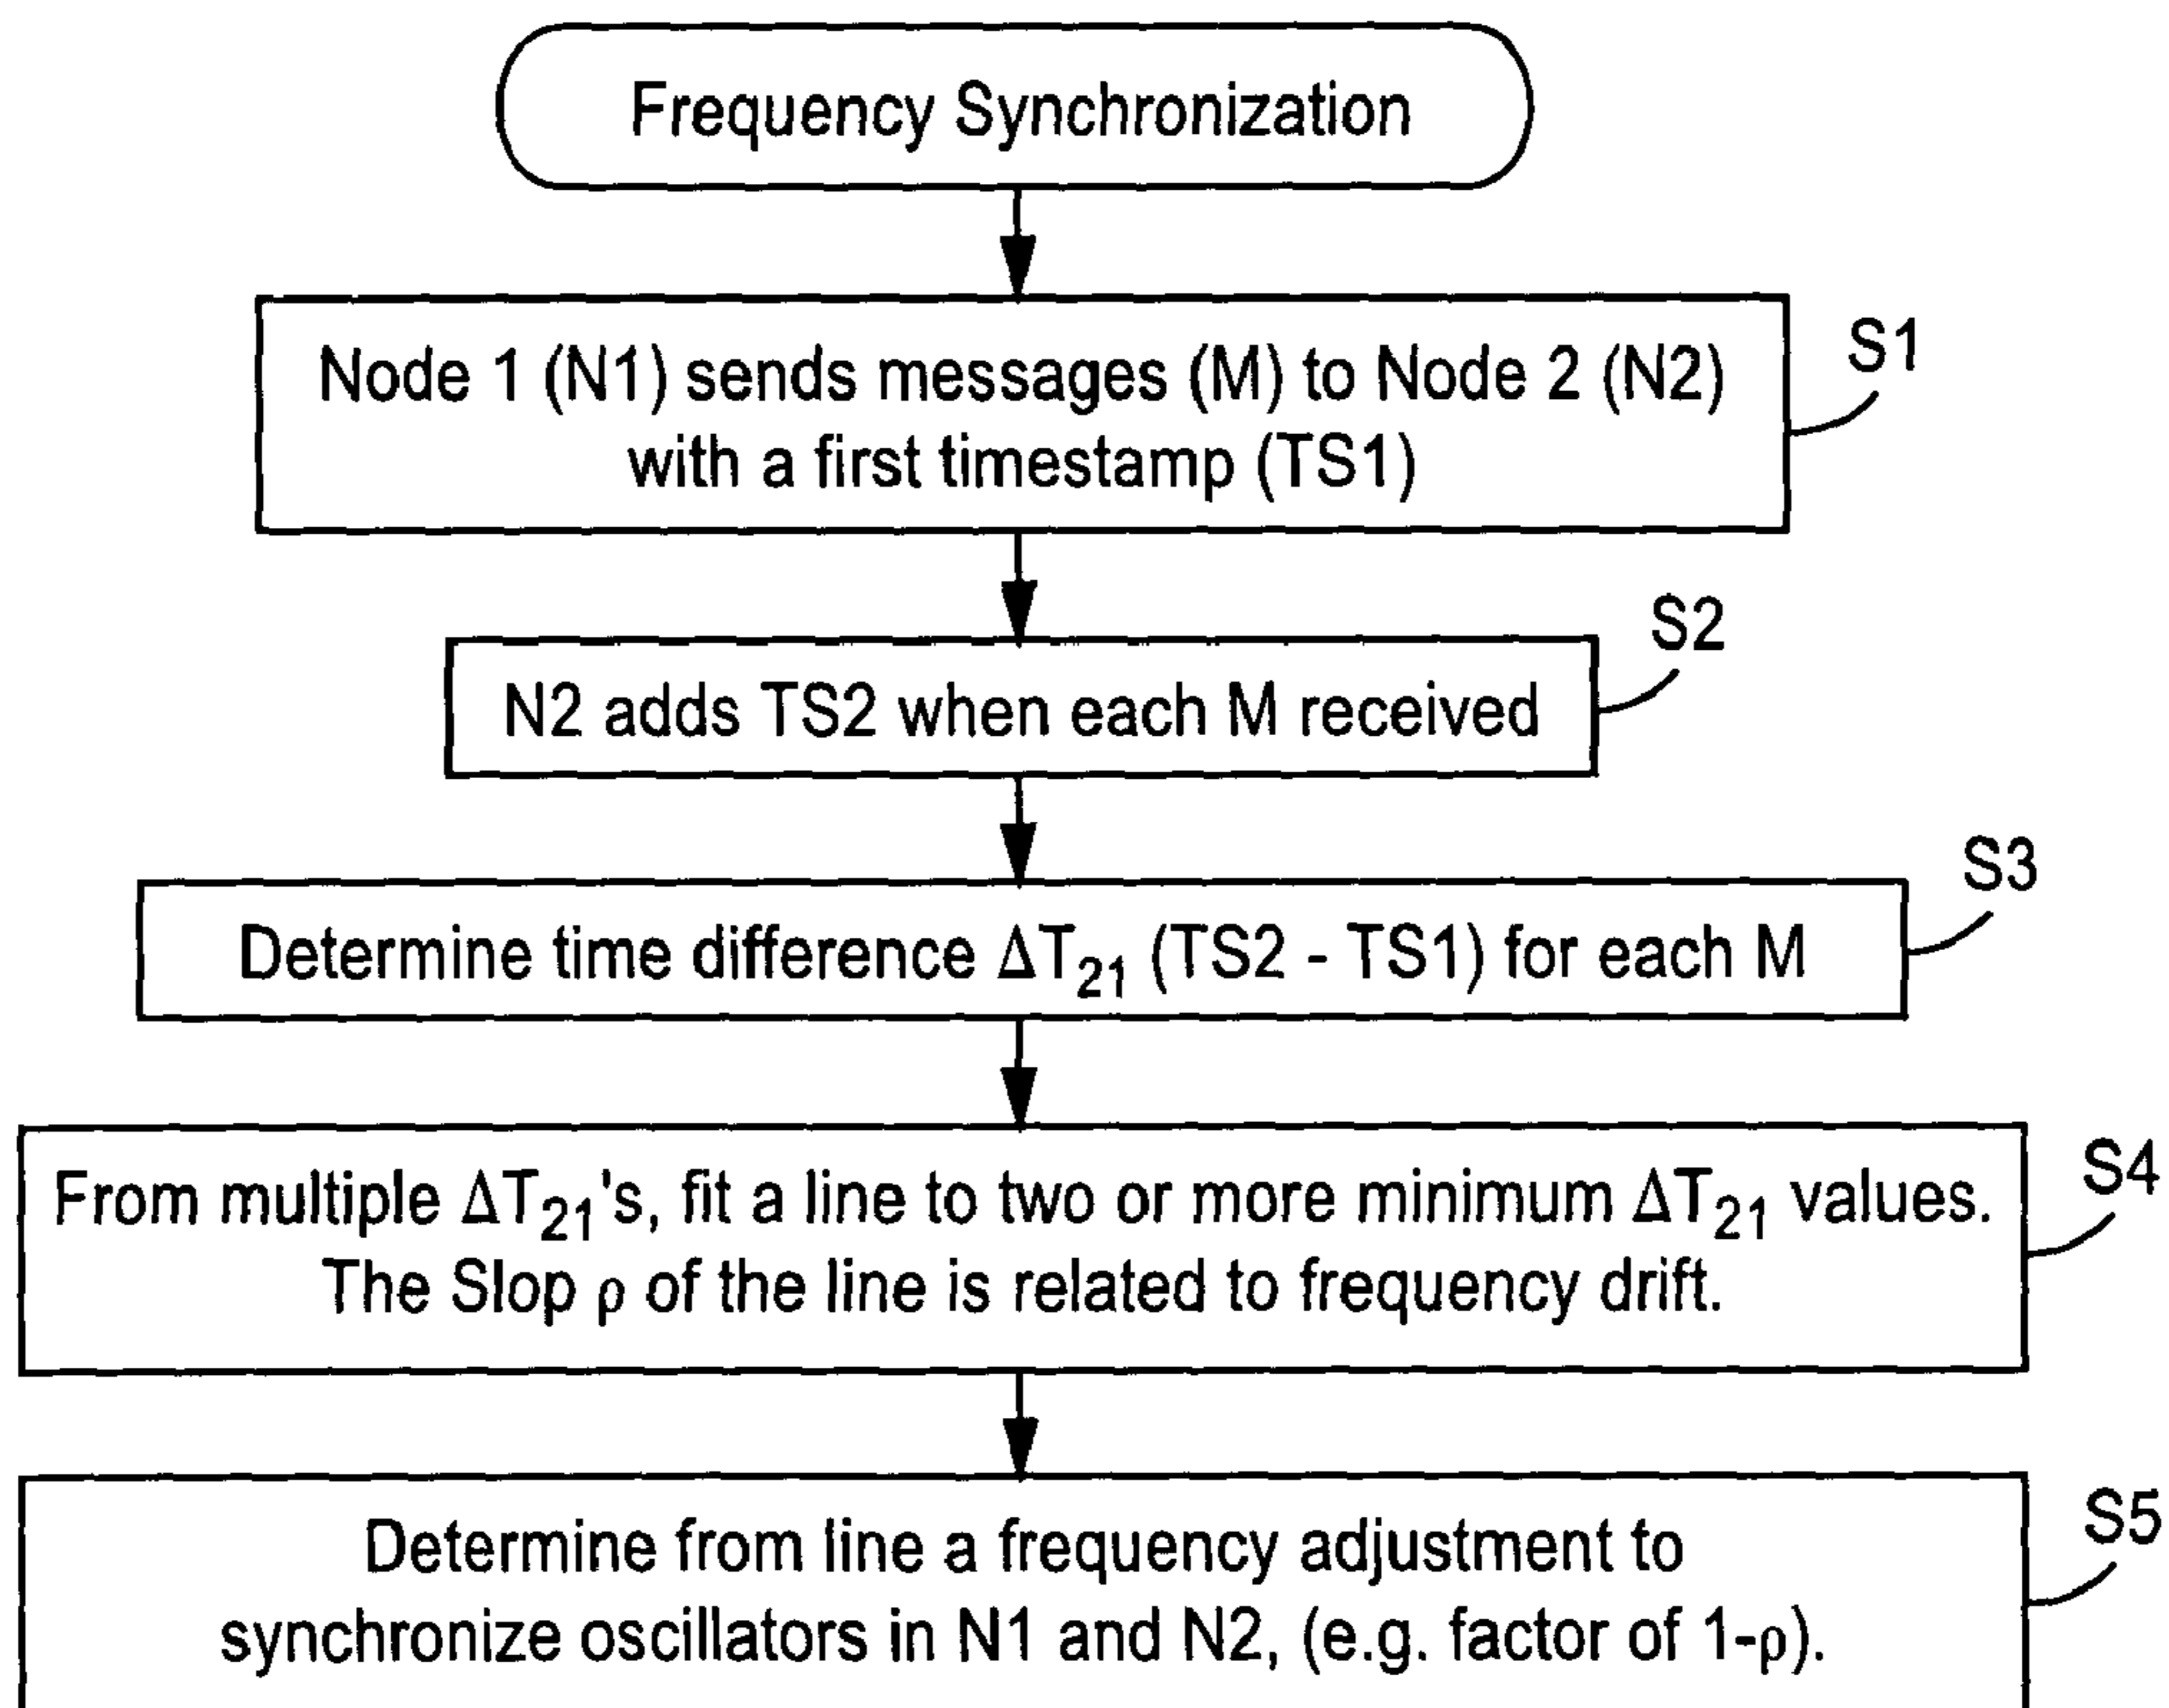 Frequency Synchronization
Node 1 (N1) sends messages (M) to Node 2 (N2)
with a first timestamp (TS1)
S1
N2 adds TS2 when each M received
S2
Determine time difference ΔT21 (TS2 - TS1) for each M
S3
From multiple ΔT21's, fit a line to two or more minimum ΔT21 values.
The Slop ρ of the line is related to frequency drift.
S4
Determine from line a frequency adjustment to
synchronize oscillators in N1 and N2, (e.g. factor of 1-ρ).
S5